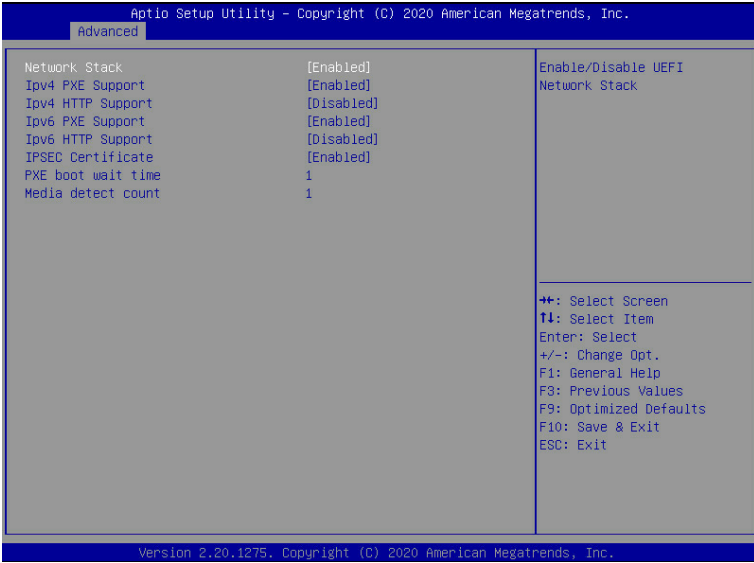 Aptio Setup Utility – Copyright (C) 2020 American Megatrends, Inc.
Advanced
Network Stack [Enabled]
Ipv4 PXE Support [Enabled]
Ipv4 HTTP Support [Disabled]
Ipv6 PXE Support [Enabled]
Ipv6 HTTP Support [Disabled]
IPSEC Certificate [Enabled]
PXE boot wait time 1
Media detect count 1
Enable/Disable UEFI
Network Stack
→←: Select Screen
↑↓: Select Item
Enter: Select
+/-: Change Opt.
F1: General Help
F3: Previous Values
F9: Optimized Defaults
F10: Save & Exit
ESC: Exit
Version 2.20.1275. Copyright (C) 2020 American Megatrends, Inc.